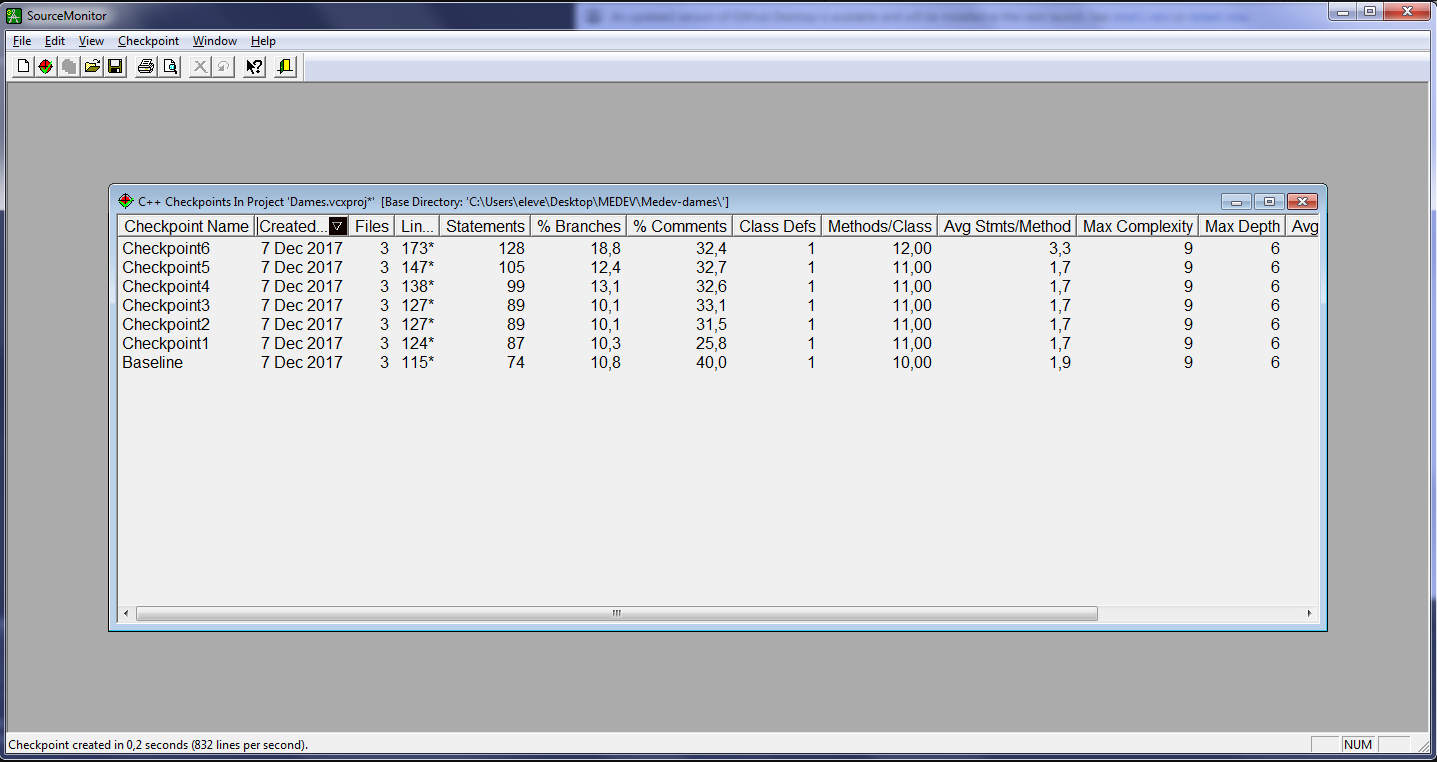 SourceMonitor
File Edit View Checkpoint Window Help
C++ Checkpoints In Project 'Dames.vcxproj*' [Base Directory: 'C:\Users\eleve\Desktop\MEDEV\Medev-dames\']
Checkpoint Name Created... Files Lin... Statements % Branches % Comments Class Defs Methods/Class Avg Stmts/Method Max Complexity Max Depth Avg
Checkpoint6 7 Dec 2017 3 173* 128 18,8 32,4 1 12,00 3,3 9 6
Checkpoint5 7 Dec 2017 3 147* 105 12,4 32,7 1 11,00 1,7 9 6
Checkpoint4 7 Dec 2017 3 138* 99 13,1 32,6 1 11,00 1,7 9 6
Checkpoint3 7 Dec 2017 3 127* 89 10,1 33,1 1 11,00 1,7 9 6
Checkpoint2 7 Dec 2017 3 127* 89 10,1 31,5 1 11,00 1,7 9 6
Checkpoint1 7 Dec 2017 3 124* 87 10,3 25,8 1 11,00 1,7 9 6
Baseline 7 Dec 2017 3 115* 74 10,8 40,0 1 10,00 1,9 9 6
Checkpoint created in 0,2 seconds (832 lines per second).
NUM